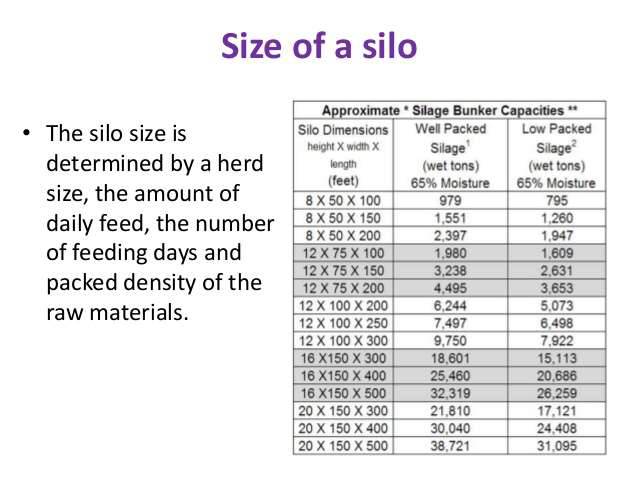 Size of a silo
• The silo size is
determined by a herd
size, the amount of
daily feed, the number
of feeding days and
packed density of the
raw materials.
Approximate * Silage Bunker Capacities **
Silo Dimensions
height X width X
length
(feet)
Well Packed
Silage1
(wet tons)
65% Moisture
Low Packed
Silage2
(wet tons)
65% Moisture
8 X 50 X 100 979 795
8 X 50 X 150 1,551 1,260
8 X 50 X 200 2,397 1,947
12 X 75 X 100 1,980 1,609
12 X 75 X 150 3,238 2,631
12 X 75 X 200 4,495 3,653
12 X 100 X 200 6,244 5,073
12 X 100 X 250 7,497 6,498
12 X 100 X 300 9,750 7,922
16 X150 X 300 18,601 15,113
16 X150 X 400 25,460 20,686
16 X150 X 500 32,319 26,259
20 X 150 X 300 21,810 17,121
20 X 150 X 400 30,040 24,408
20 X 150 X 500 38,721 31,095